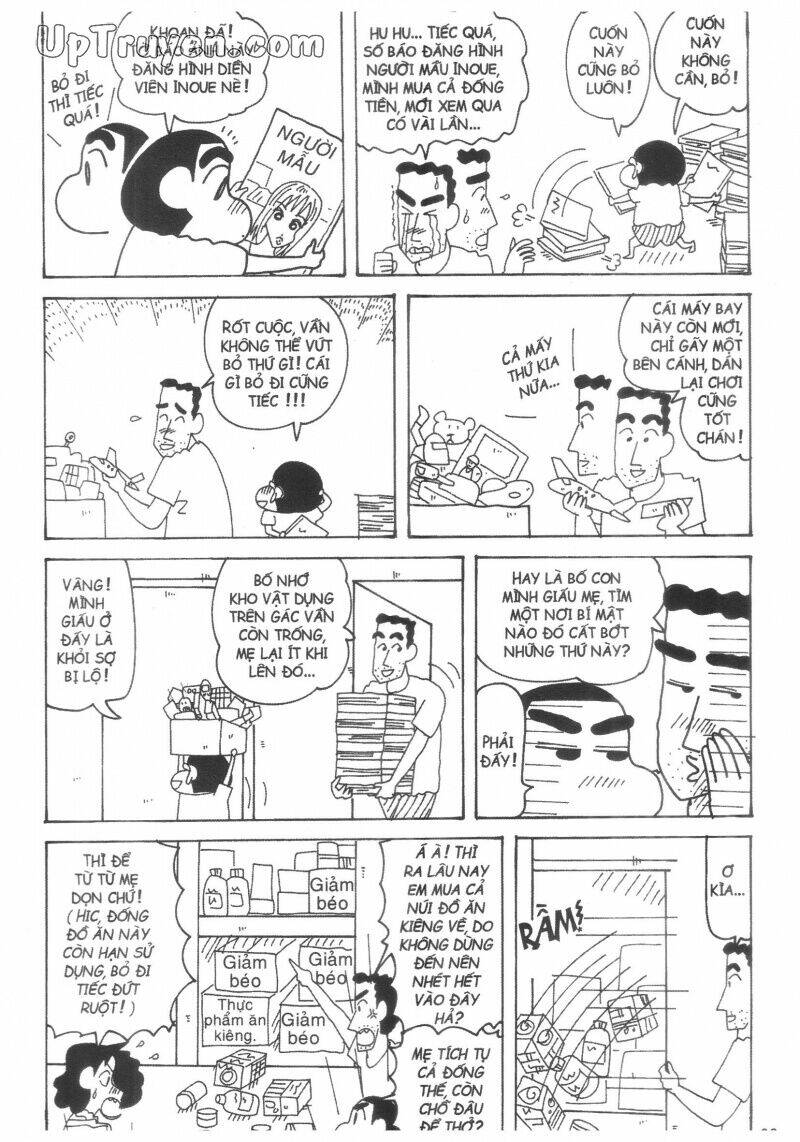 UpTruyen.com
KHOAN ĐÃ!
Ở BÁO ĐỊNH NÀY
ĐĂNG HÌNH DIỄN
VIÊN INOUE NÈ!
BỎ ĐI
THÌ TIẾC
QUÁ!
NGƯỜI
MẪU
HU HU... TIẾC QUÁ,
SỐ BÁO ĐĂNG HÌNH
NGƯỜI MẪU INOUE,
MÌNH MUA CẢ ĐỐNG
TIỀN, MỚI XEM QUA
CÓ VÀI LẦN...
CUỐN
NÀY
CŨNG BỎ
LUÔN!
CUỐN
NÀY
KHÔNG
CẦN, BỎ!
RỐT CUỘC, VẪN
KHÔNG THỂ VỨT
BỎ THỨ GÌ! CÁI
GÌ BỎ ĐI CŨNG
TIẾC !!!
CẢ MẤY
THỨ KIA
NỮA...
CÁI MÁY BAY
NÀY CÒN MỚI,
CHỈ GÃY MỘT
BÊN CÁNH, DÁN
LẠI CHƠI
CŨNG
TỐT
CHÁN!
VÂNG!
MÌNH
GIẤU Ở
ĐẤY LÀ
KHỎI SỢ
BỊ LỘ!
BỐ NHỚ
KHO VẬT DỤNG
TRÊN GÁC VẪN
CÒN TRỐNG,
MẸ LẠI ÍT KHI
LÊN ĐÓ...
HAY LÀ BỐ CON
MÌNH GIẤU MẸ, TÌM
MỘT NƠI BÍ MẬT
NÀO ĐÓ CẤT BỚT
NHỮNG THỨ NÀY?
PHẢI
ĐẤY!
THÌ ĐỂ
TỪ TỪ MẸ
DỌN CHỨ!
(HIC, ĐỐNG
ĐỒ ĂN NÀY
CÒN HẠN SỬ
DỤNG, BỎ ĐI
TIẾC ĐỨT
RUỘT!)
Giảm
béo
Giảm
béo
Giảm
béo
Thực
phẩm ăn
kiêng.
Giảm
béo
Á À! THÌ
RA LÂU NAY
EM MUA CẢ
NÚI ĐỒ ĂN
KIÊNG VỀ, DO
KHÔNG DÙNG
ĐẾN NÊN
NHÉT HẾT
VÀO ĐÂY
HẢ?
MẸ TÍCH TỤ
CẢ ĐỐNG
THẾ, CÒN
CHỖ ĐÂU
ĐỂ THỞ?
RẦM!
Ơ
KÌA...